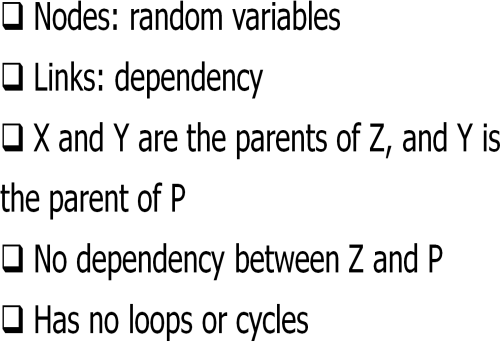 ❑ Nodes: random variables
❑ Links: dependency
❑ X and Y are the parents of Z, and Y is
the parent of P
❑ No dependency between Z and P
❑ Has no loops or cycles